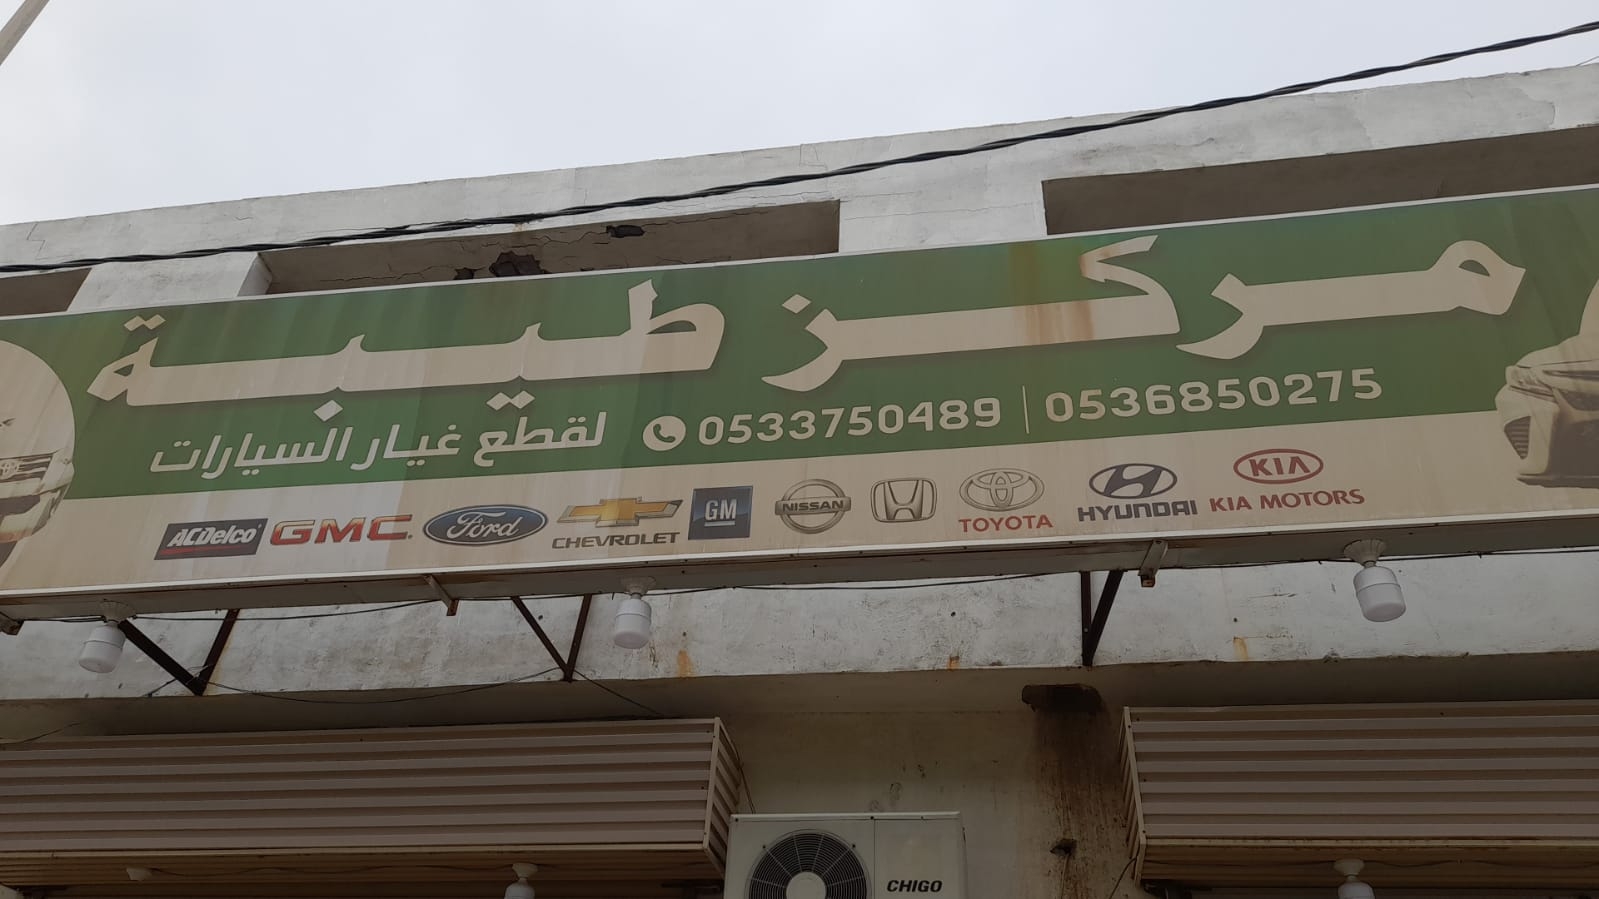 مركز طيبة
لقطع غيار السيارات 0533750489 | 0536850275
ACDelco GMC Ford CHEVROLET GM NISSAN TOYOTA HYUNDAI KIA KIA MOTORS
CHIGO